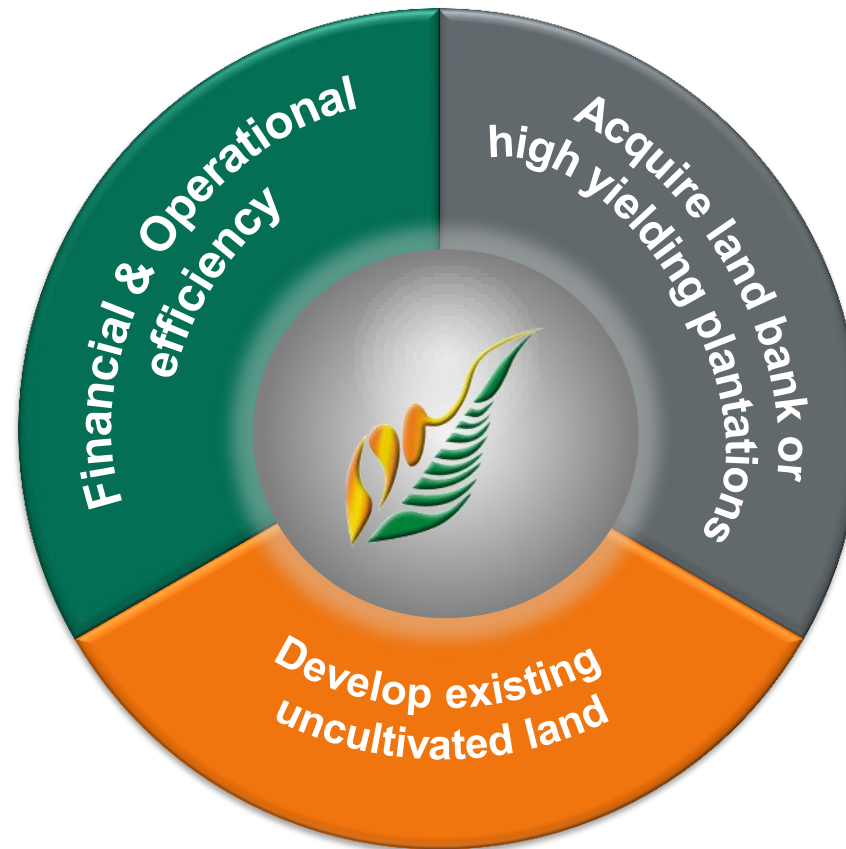 Financial & Operational
efficiency
Acquire land bank or
high yielding plantations
Develop existing
uncultivated land